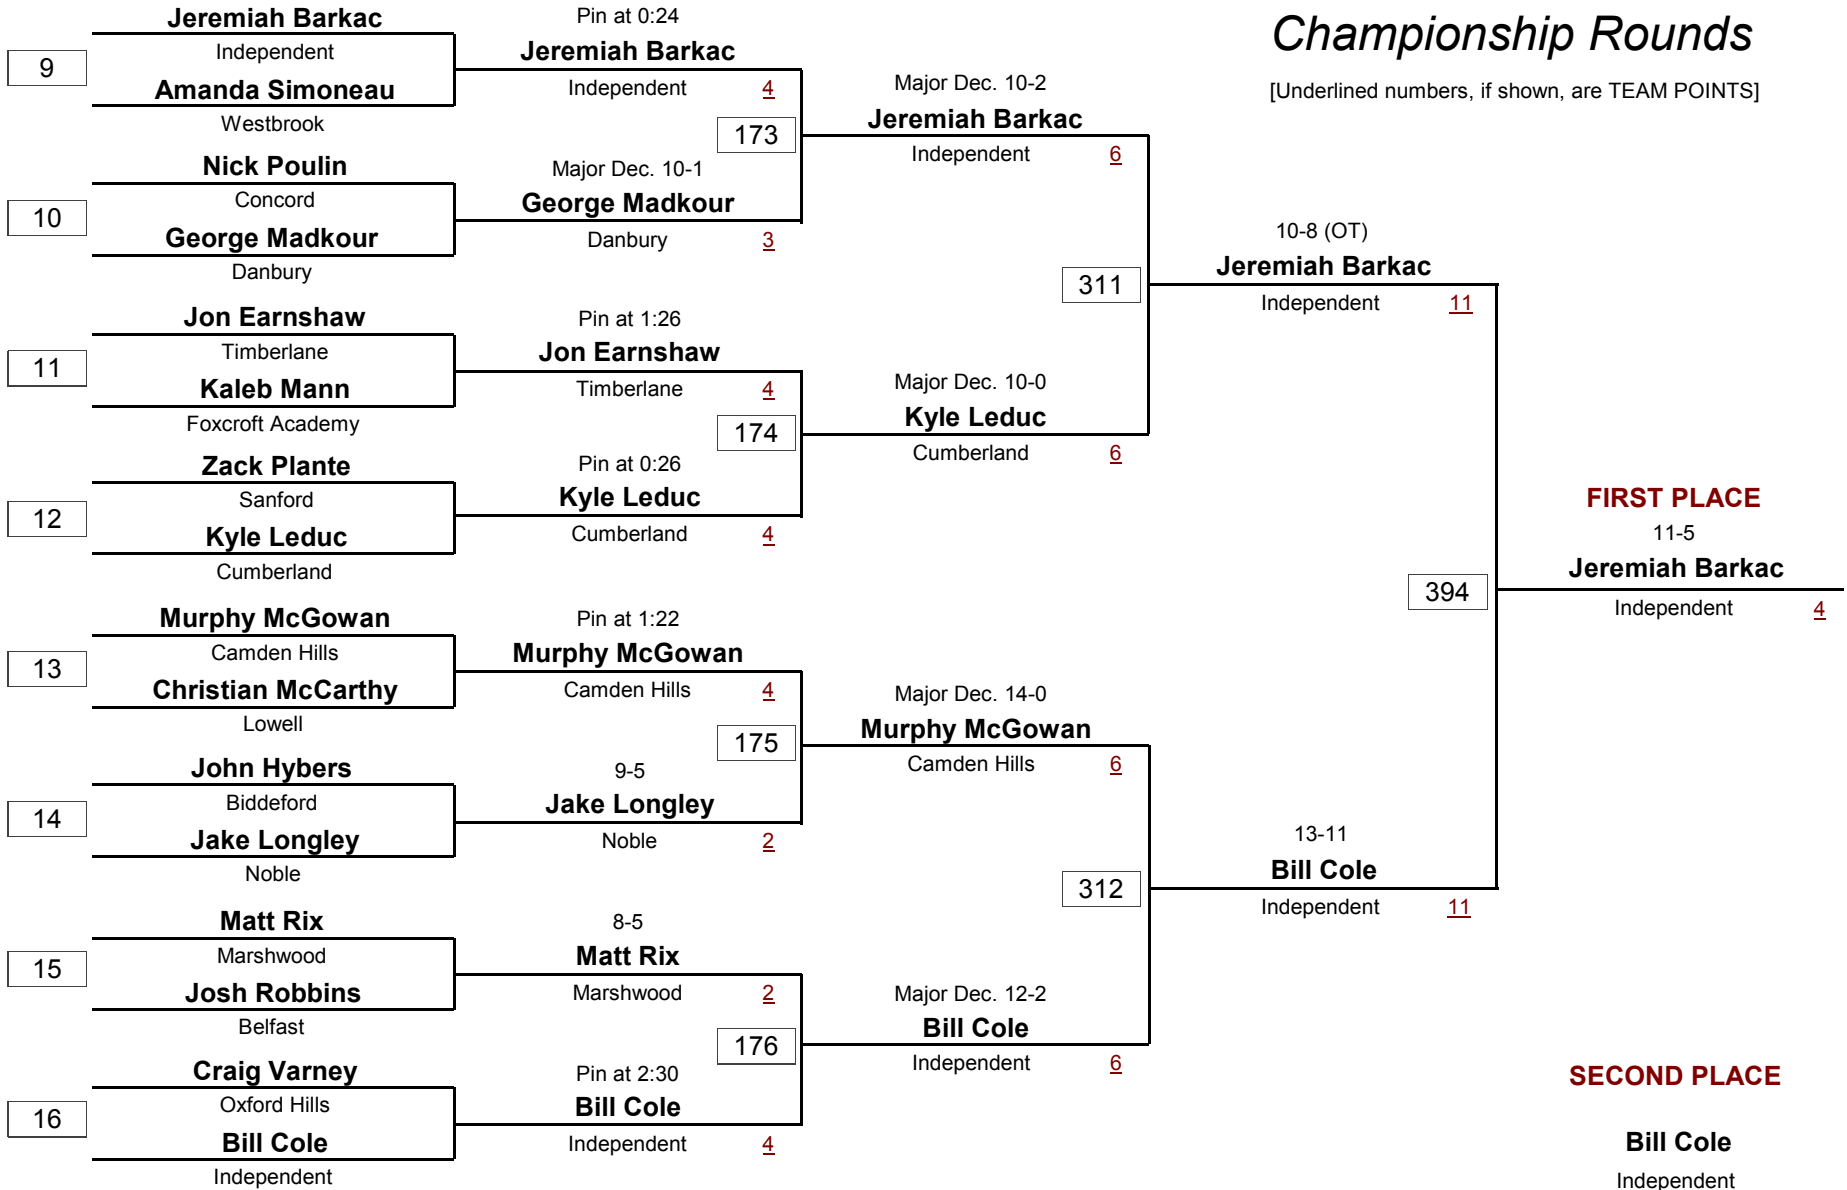 Championship Rounds
[Underlined numbers, if shown, are TEAM POINTS]
9
Jeremiah Barkac
Independent
Amanda Simoneau
Westbrook
10
Nick Poulin
Concord
George Madkour
Danbury
11
Jon Earnshaw
Timberlane
Kaleb Mann
Foxcroft Academy
12
Zack Plante
Sanford
Kyle Leduc
Cumberland
13
Murphy McGowan
Camden Hills
Christian McCarthy
Lowell
14
John Hybers
Biddeford
Jake Longley
Noble
15
Matt Rix
Marshwood
Josh Robbins
Belfast
16
Craig Varney
Oxford Hills
Bill Cole
Independent
Pin at 0:24
Jeremiah Barkac
Independent 4
173
Major Dec. 10-1
George Madkour
Danbury 3
Pin at 1:26
Jon Earnshaw
Timberlane 4
174
Pin at 0:26
Kyle Leduc
Cumberland 4
Pin at 1:22
Murphy McGowan
Camden Hills 4
175
9-5
Jake Longley
Noble 2
8-5
Matt Rix
Marshwood 2
176
Pin at 2:30
Bill Cole
Independent 4
Major Dec. 10-2
Jeremiah Barkac
Independent 6
311
Major Dec. 10-0
Kyle Leduc
Cumberland 6
Major Dec. 14-0
Murphy McGowan
Camden Hills 6
312
Major Dec. 12-2
Bill Cole
Independent 6
10-8 (OT)
Jeremiah Barkac
Independent 11
394
13-11
Bill Cole
Independent 11
FIRST PLACE
11-5
Jeremiah Barkac
Independent 4
SECOND PLACE
Bill Cole
Independent